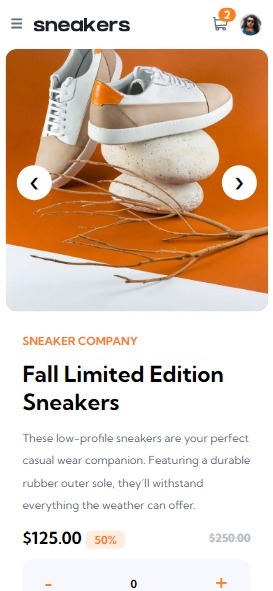 sneakers
2
SNEAKER COMPANY
Fall Limited Edition
Sneakers
These low-profile sneakers are your perfect
casual wear companion. Featuring a durable
rubber outer sole, they'll withstand
everything the weather can offer.
$125.00 50% $250.00
- 0 +